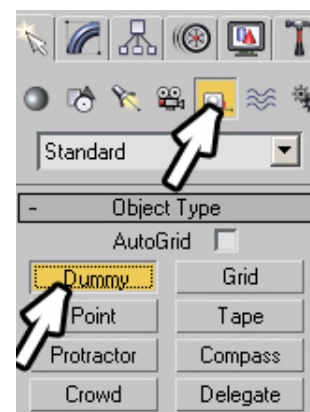 Standard
- Object Type
AutoGrid
Dummy Grid
Point Tape
Protractor Compass
Crowd Delegate